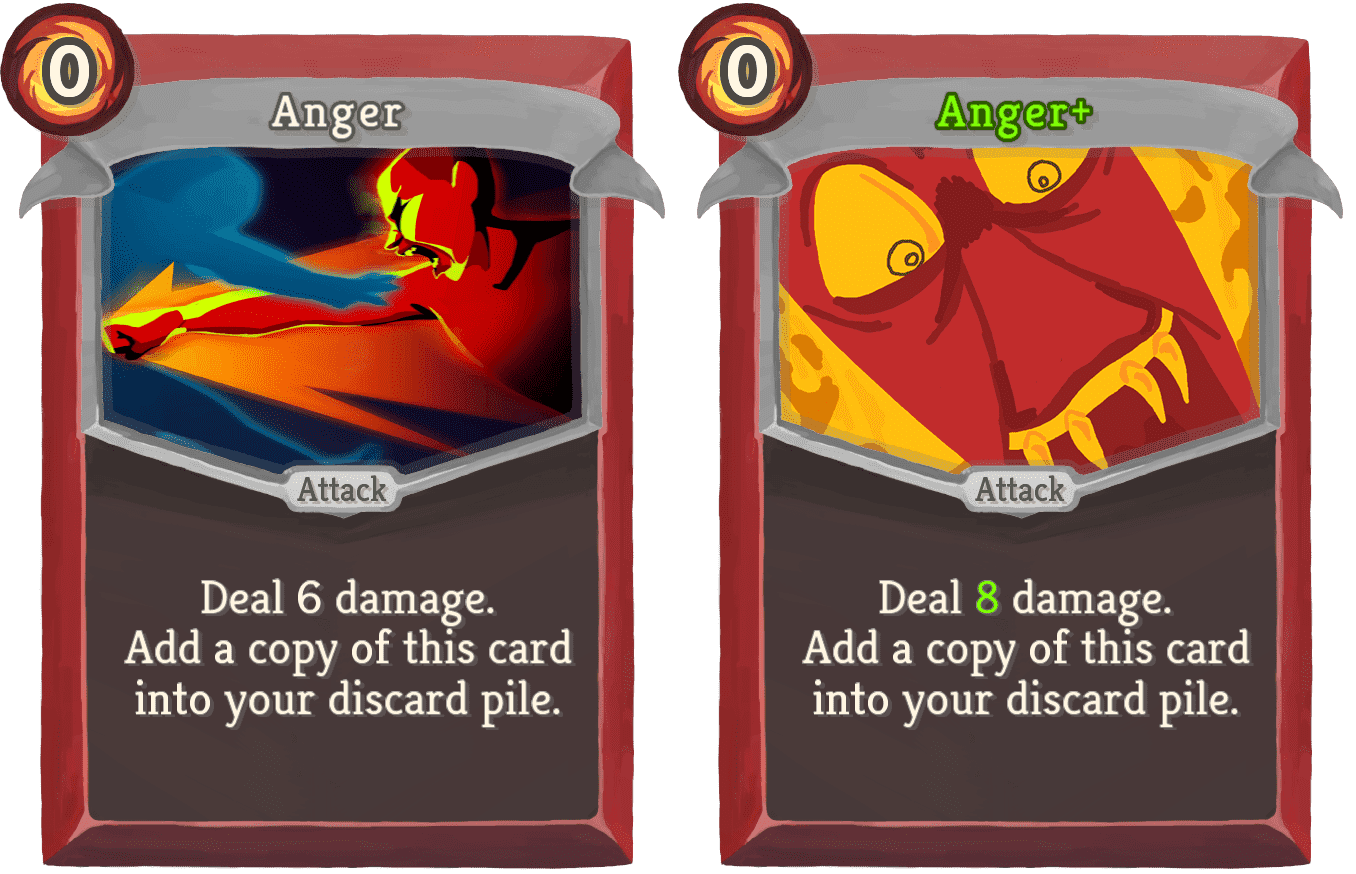 0
Anger
Attack
Deal 6 damage.
Add a copy of this card
into your discard pile.
0
Anger+
Attack
Deal 8 damage.
Add a copy of this card
into your discard pile.